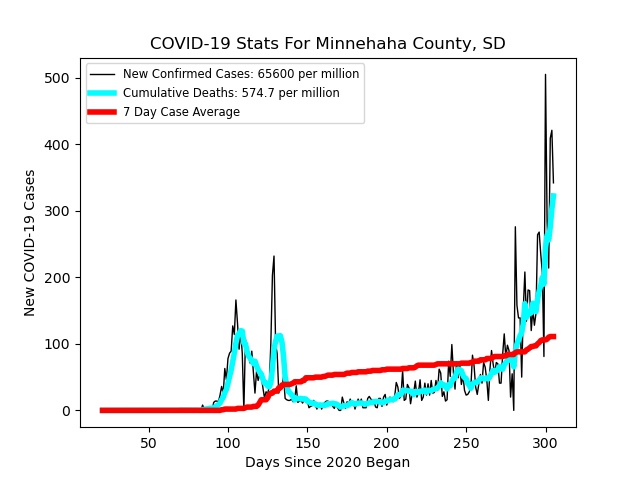 COVID-19 Stats For Minnehaha County, SD
New Confirmed Cases: 65600 per million
Cumulative Deaths: 574.7 per million
7 Day Case Average
New COVID-19 Cases
500
400
300
200
100
0
50 100 150 200 250 300
Days Since 2020 Began